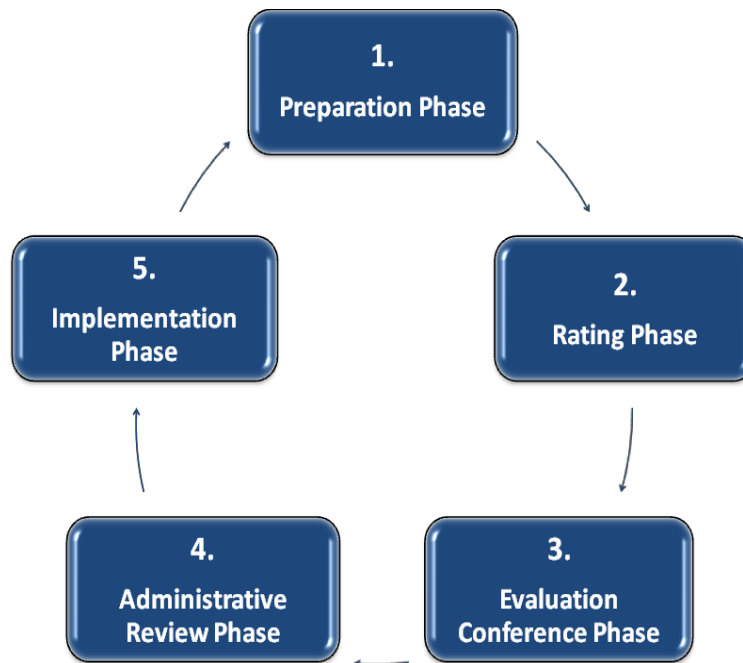 1.
Preparation Phase
2.
Rating Phase
3.
Evaluation
Conference Phase
4.
Administrative
Review Phase
5.
Implementation
Phase